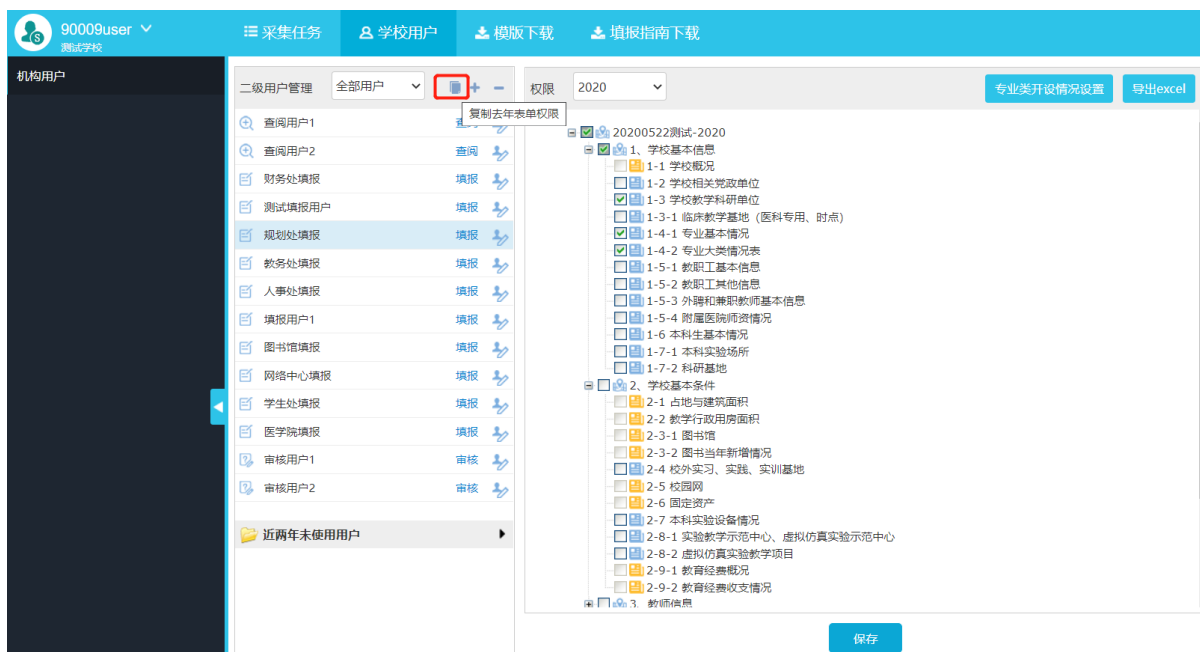 90009user
测试学校
采集任务
学校用户
模版下载
填报指南下载
机构用户
二级用户管理
全部用户
复制去年表单权限
查阅用户1
查阅用户2 查阅
财务处填报 填报
测试填报用户 填报
规划处填报 填报
教务处填报 填报
人事处填报 填报
填报用户1 填报
图书馆填报 填报
网络中心填报 填报
学生处填报 填报
医学院填报 填报
审核用户1 审核
审核用户2 审核
近两年未使用用户
权限 2020
专业类开设情况设置
导出excel
20200522测试-2020
1、学校基本信息
1-1 学校概况
1-2 学校相关党政单位
1-3 学校教学科研单位
1-3-1 临床教学基地（医科专用、时点）
1-4-1 专业基本情况
1-4-2 专业大类情况表
1-5-1 教职工基本信息
1-5-2 教职工其他信息
1-5-3 外聘和兼职教师基本信息
1-5-4 附属医院师资情况
1-6 本科生基本情况
1-7-1 本科实验场所
1-7-2 科研基地
2、学校基本条件
2-1 占地与建筑面积
2-2 教学行政用房面积
2-3-1 图书馆
2-3-2 图书当年新增情况
2-4 校外实习、实践、实训基地
2-5 校园网
2-6 固定资产
2-7 本科实验设备情况
2-8-1 实验教学示范中心、虚拟仿真实验示范中心
2-8-2 虚拟仿真实验教学项目
2-9-1 教育经费概况
2-9-2 教育经费收支情况
3、教师信息
保存